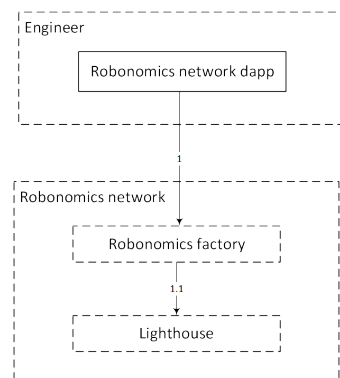 Engineer
Robonomics network dapp
1
Robonomics network
Robonomics factory
1.1
Lighthouse